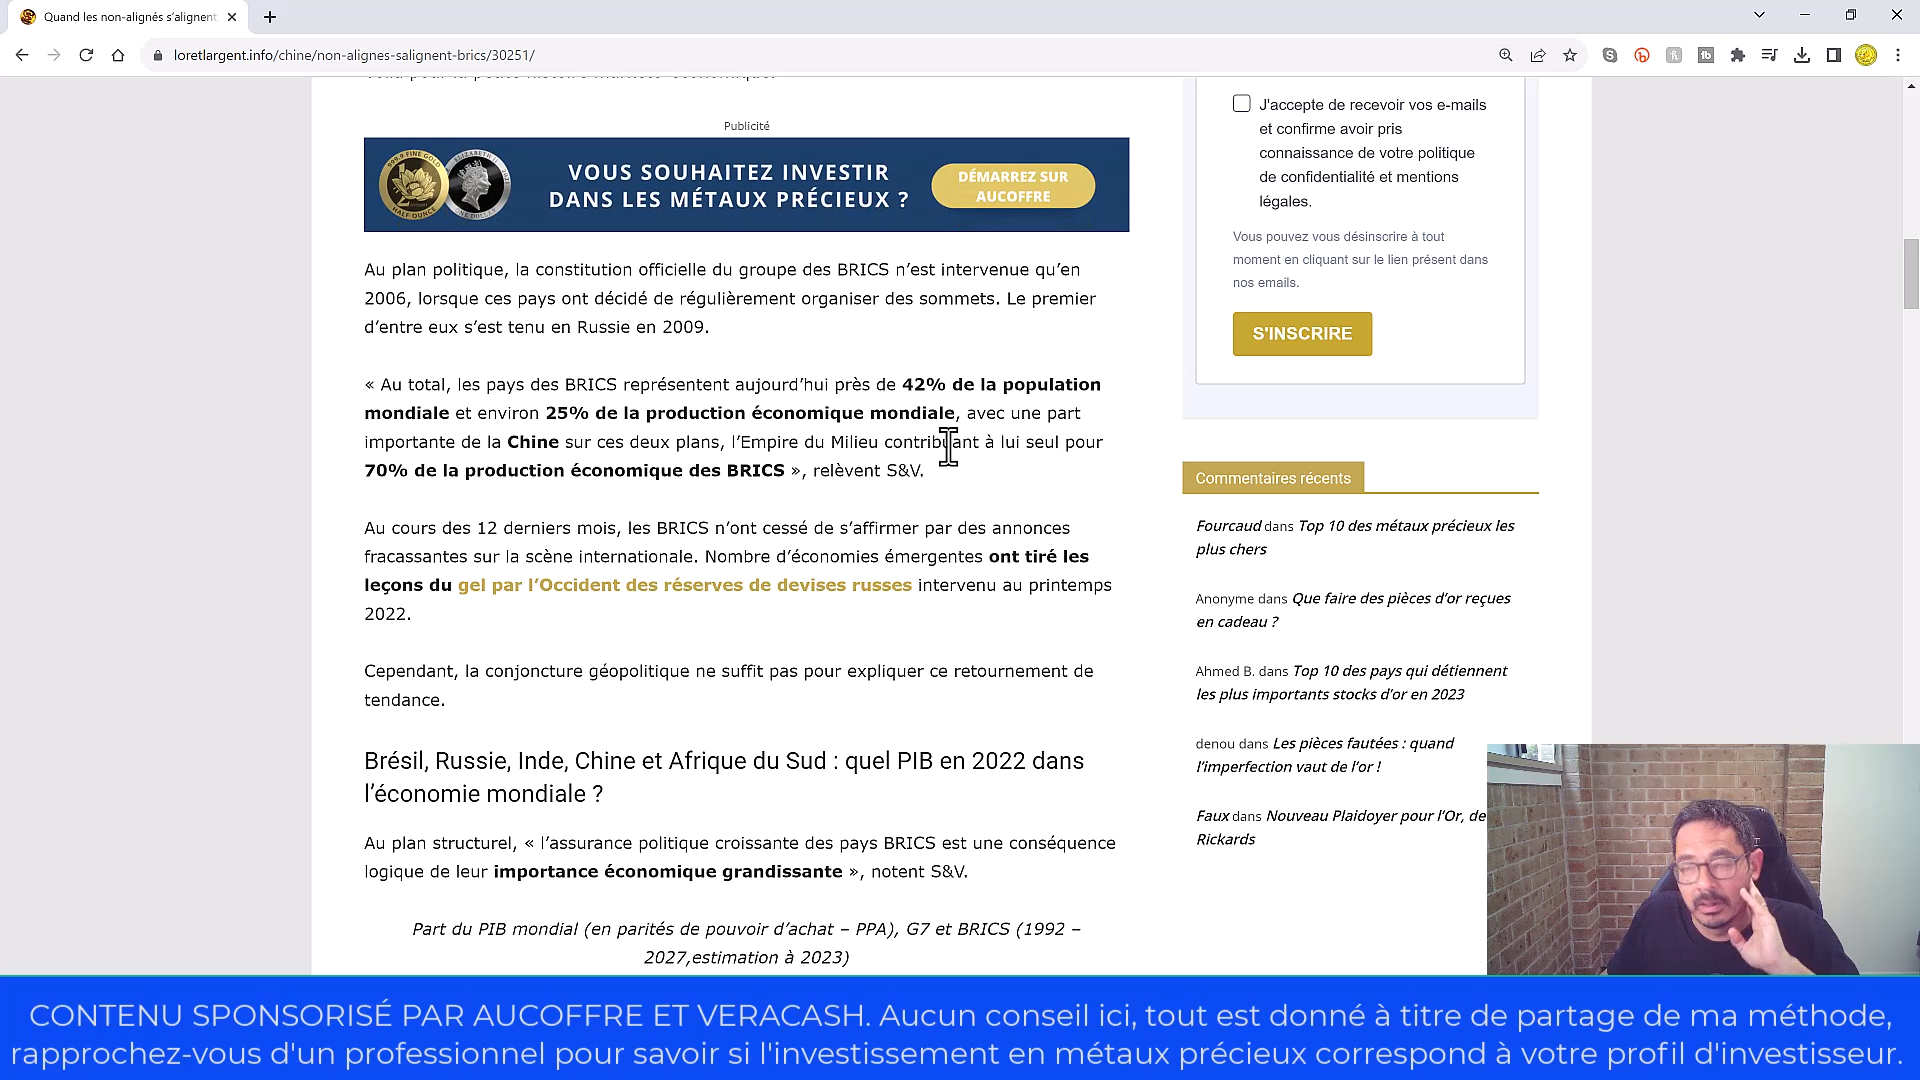 Quand les non-alignés s'alignent
loretlargent.info/chine/non-alignes-salignent-brics/30251/
Publicité
VOUS SOUHAITEZ INVESTIR
DANS LES MÉTAUX PRÉCIEUX ?
DÉMARREZ SUR
AUCOFFRE
Au plan politique, la constitution officielle du groupe des BRICS n'est intervenue qu'en
2006, lorsque ces pays ont décidé de régulièrement organiser des sommets. Le premier
d'entre eux s'est tenu en Russie en 2009.
« Au total, les pays des BRICS représentent aujourd'hui près de 42% de la population
mondiale et environ 25% de la production économique mondiale, avec une part
importante de la Chine sur ces deux plans, l'Empire du Milieu contribuant à lui seul pour
70% de la production économique des BRICS », relèvent S&V.
Au cours des 12 derniers mois, les BRICS n'ont cessé de s'affirmer par des annonces
fracassantes sur la scène internationale. Nombre d'économies émergentes ont tiré les
leçons du gel par l'Occident des réserves de devises russes intervenu au printemps
2022.
Cependant, la conjoncture géopolitique ne suffit pas pour expliquer ce retournement de
tendance.
Brésil, Russie, Inde, Chine et Afrique du Sud : quel PIB en 2022 dans
l'économie mondiale ?
Au plan structurel, « l'assurance politique croissante des pays BRICS est une conséquence
logique de leur importance économique grandissante », notent S&V.
Part du PIB mondial (en parités de pouvoir d'achat – PPA), G7 et BRICS (1992 –
2027,estimation à 2023)
J'accepte de recevoir vos e-mails
et confirme avoir pris
connaissance de votre politique
de confidentialité et mentions
légales.
Vous pouvez vous désinscrire à tout
moment en cliquant sur le lien présent dans
nos emails.
S'INSCRIRE
Commentaires récents
Fourcaud dans Top 10 des métaux précieux les
plus chers
Anonyme dans Que faire des pièces d'or reçues
en cadeau ?
Ahmed B. dans Top 10 des pays qui détiennent
les plus importants stocks d'or en 2023
denou dans Les pièces fautées : quand
l'imperfection vaut de l'or !
Faux dans Nouveau Plaidoyer pour l'Or, de
Rickards
CONTENU SPONSORISÉ PAR AUCOFFRE ET VERACASH. Aucun conseil ici, tout est donné à titre de partage de ma méthode,
rapprochez-vous d'un professionnel pour savoir si l'investissement en métaux précieux correspond à votre profil d'investisseur.